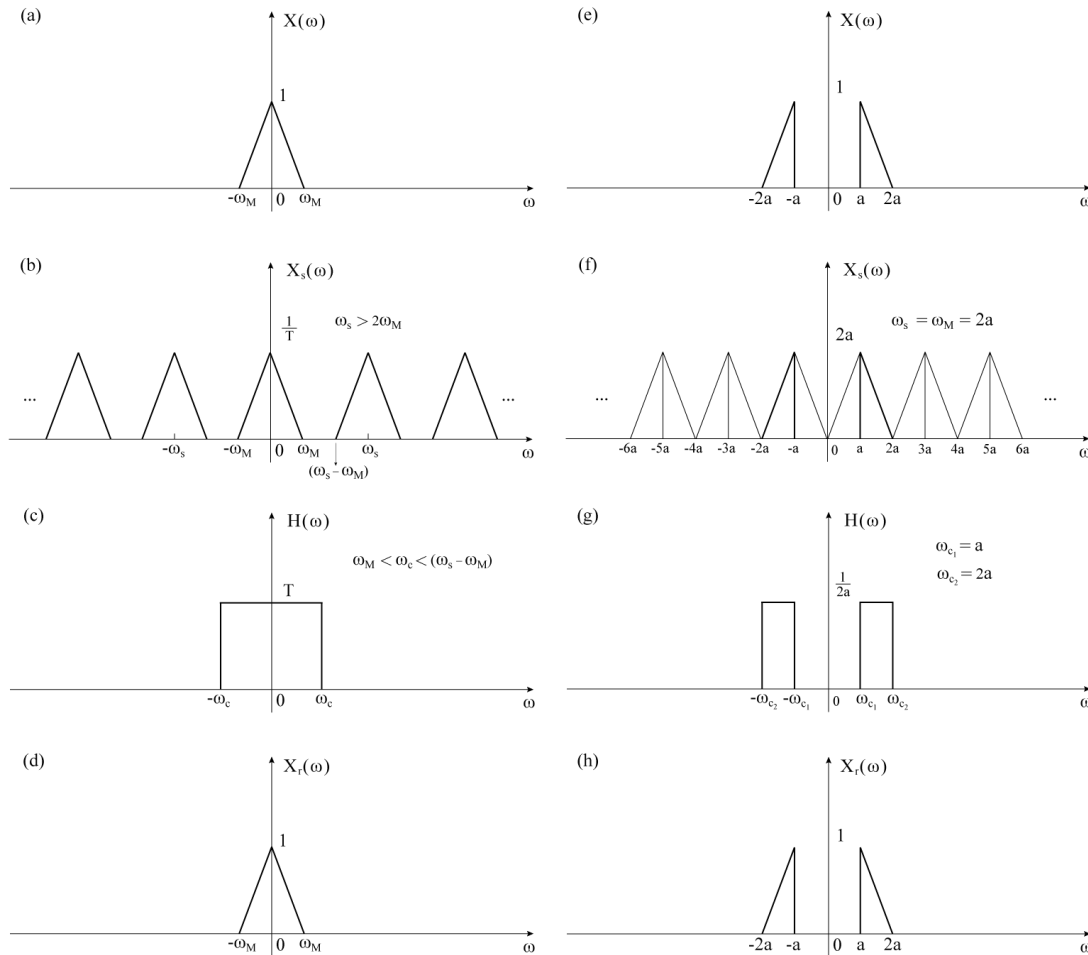 (a)
X(ω)
1
-ω_M 0 ω_M ω
(b)
X_s(ω)
1/T
ω_s > 2ω_M
... ...
-ω_s -ω_M 0 ω_M ω_s ω
(ω_s - ω_M)
(c)
H(ω)
ω_M < ω_c < (ω_s - ω_M)
T
-ω_c 0 ω_c ω
(d)
X_r(ω)
1
-ω_M 0 ω_M ω
(e)
X(ω)
1
-2a -a 0 a 2a ω
(f)
X_s(ω)
2a
ω_s = ω_M = 2a
... ...
-6a -5a -4a -3a -2a -a 0 a 2a 3a 4a 5a 6a ω
(g)
H(ω)
ω_c₁ = a
ω_c₂ = 2a
1/2a
-ω_c₂ -ω_c₁ 0 ω_c₁ ω_c₂ ω
(h)
X_r(ω)
1
-2a -a 0 a 2a ω